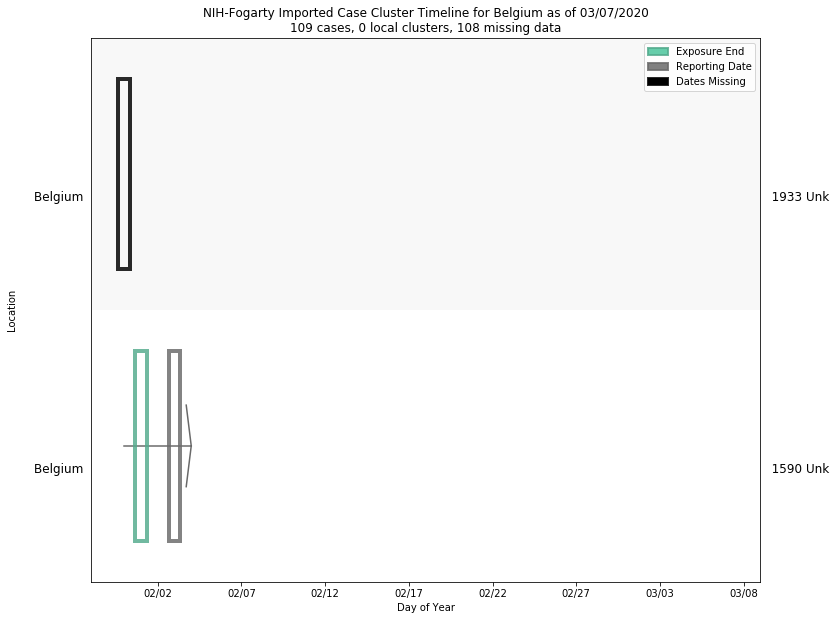 NIH-Fogarty Imported Case Cluster Timeline for Belgium as of 03/07/2020
109 cases, 0 local clusters, 108 missing data
Exposure End
Reporting Date
Dates Missing
Belgium
1933 Unk
Location
Belgium
1590 Unk
02/02 02/07 02/12 02/17 02/22 02/27 03/03 03/08
Day of Year